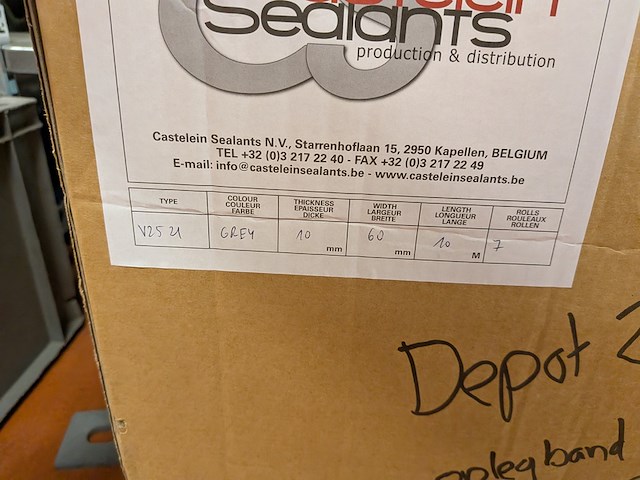 Sealants
production & distribution
Castelein Sealants N.V., Starrenhoflaan 15, 2950 Kapellen, BELGIUM
TEL +32 (0)3 217 22 40 - FAX +32 (0)3 217 22 49
E-mail: info@casteleinsealants.be - www.casteleinsealants.be
TYPE COLOUR THICKNESS WIDTH LENGTH ROLLS
COULEUR EPAISSEUR LARGEUR LONGUEUR ROULEAUX
FARBE DICKE BREITE LANGE ROLLEN
GREY 10 mm 60 mm 10 M 7
Depot
oplegband